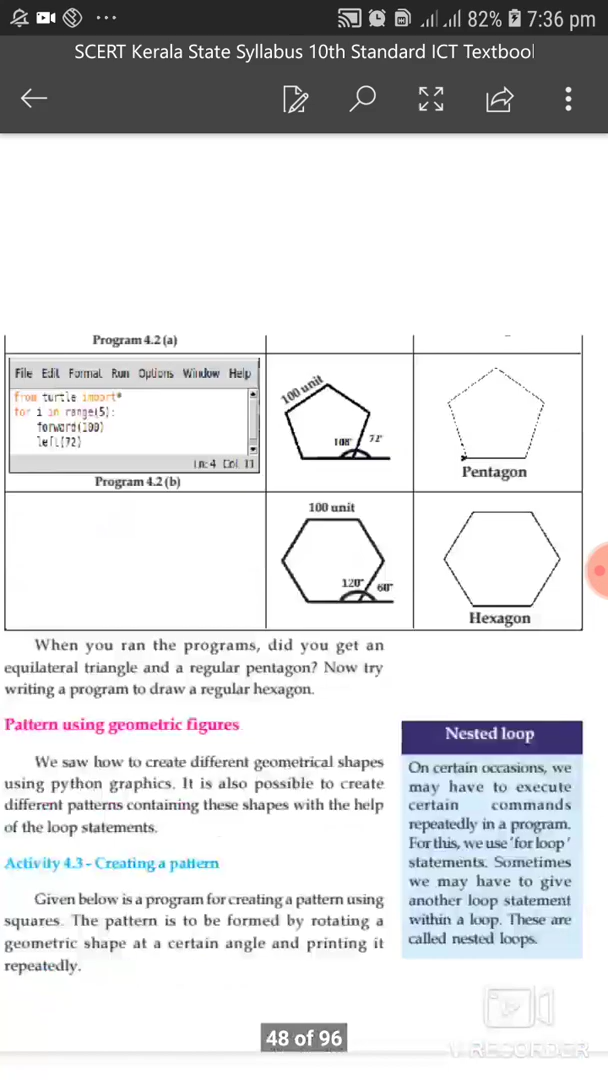 82% 7:36 pm
SCERT Kerala State Syllabus 10th Standard ICT Textbool
Program 4.2 (a)
File Edit Format Run Options Window Help
from turtle import*
for i in range(5):
forward(100)
left(72)
Ln: 4 Col: 11
Program 4.2 (b)
100 unit
108° 72°
Pentagon
100 unit
120° 60°
Hexagon
When you ran the programs, did you get an
equilateral triangle and a regular pentagon? Now try
writing a program to draw a regular hexagon.
Pattern using geometric figures
We saw how to create different geometrical shapes
using python graphics. It is also possible to create
different patterns containing these shapes with the help
of the loop statements.
Activity 4.3 - Creating a pattern
Given below is a program for creating a pattern using
squares. The pattern is to be formed by rotating a
geometric shape at a certain angle and printing it
repeatedly.
Nested loop
On certain occasions, we
may have to execute
certain commands
repeatedly in a program.
For this, we use 'for loop'
statements. Sometimes
we may have to give
another loop statement
within a loop. These are
called nested loops.
48 of 96
V RECORDER